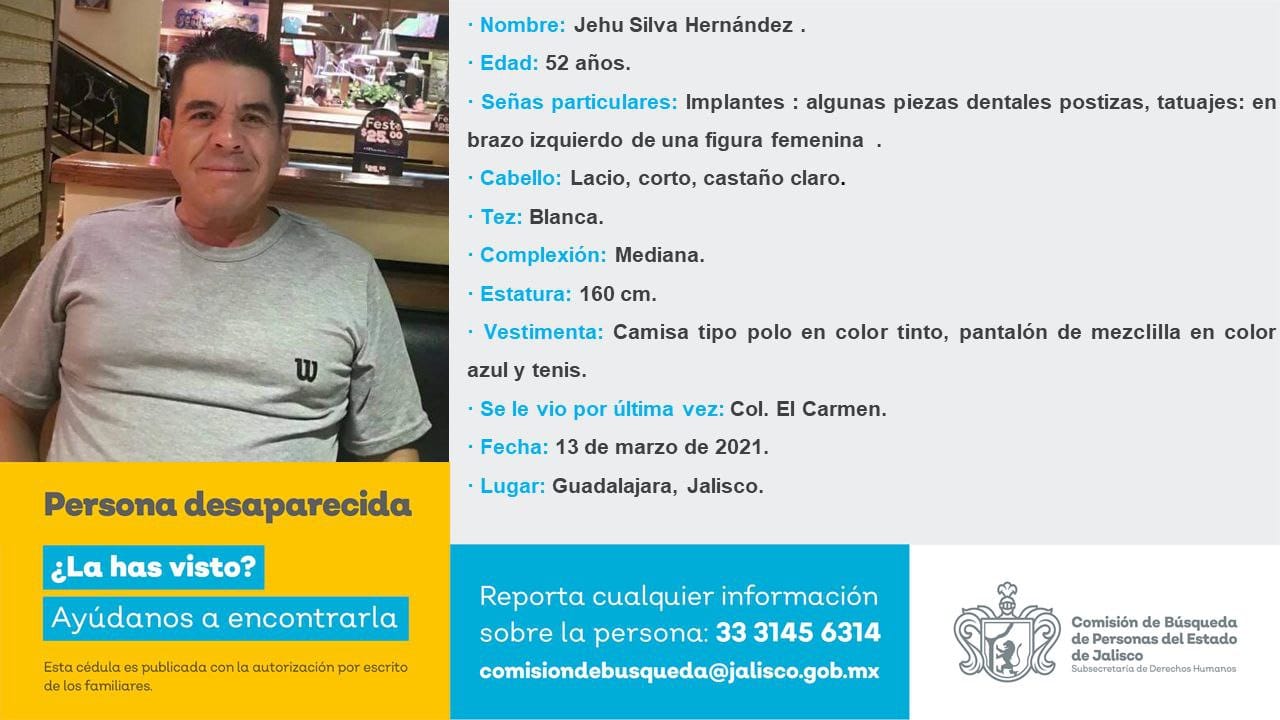 Fest
$25.00
W
· Nombre: Jehu Silva Hernández .
· Edad: 52 años.
· Señas particulares: Implantes : algunas piezas dentales postizas, tatuajes: en
brazo izquierdo de una figura femenina .
· Cabello: Lacio, corto, castaño claro.
· Tez: Blanca.
· Complexión: Mediana.
· Estatura: 160 cm.
· Vestimenta: Camisa tipo polo en color tinto, pantalón de mezclilla en color
azul y tenis.
· Se le vio por última vez: Col. El Carmen.
· Fecha: 13 de marzo de 2021.
· Lugar: Guadalajara, Jalisco.
Persona desaparecida
¿La has visto?
Ayúdanos a encontrarla
Esta cédula es publicada con la autorización por escrito
de los familiares.
Reporta cualquier información
sobre la persona: 33 3145 6314
comisiondebusqueda@jalisco.gob.mx
Comisión de Búsqueda
de Personas del Estado
de Jalisco
Subsecretaría de Derechos Humanos